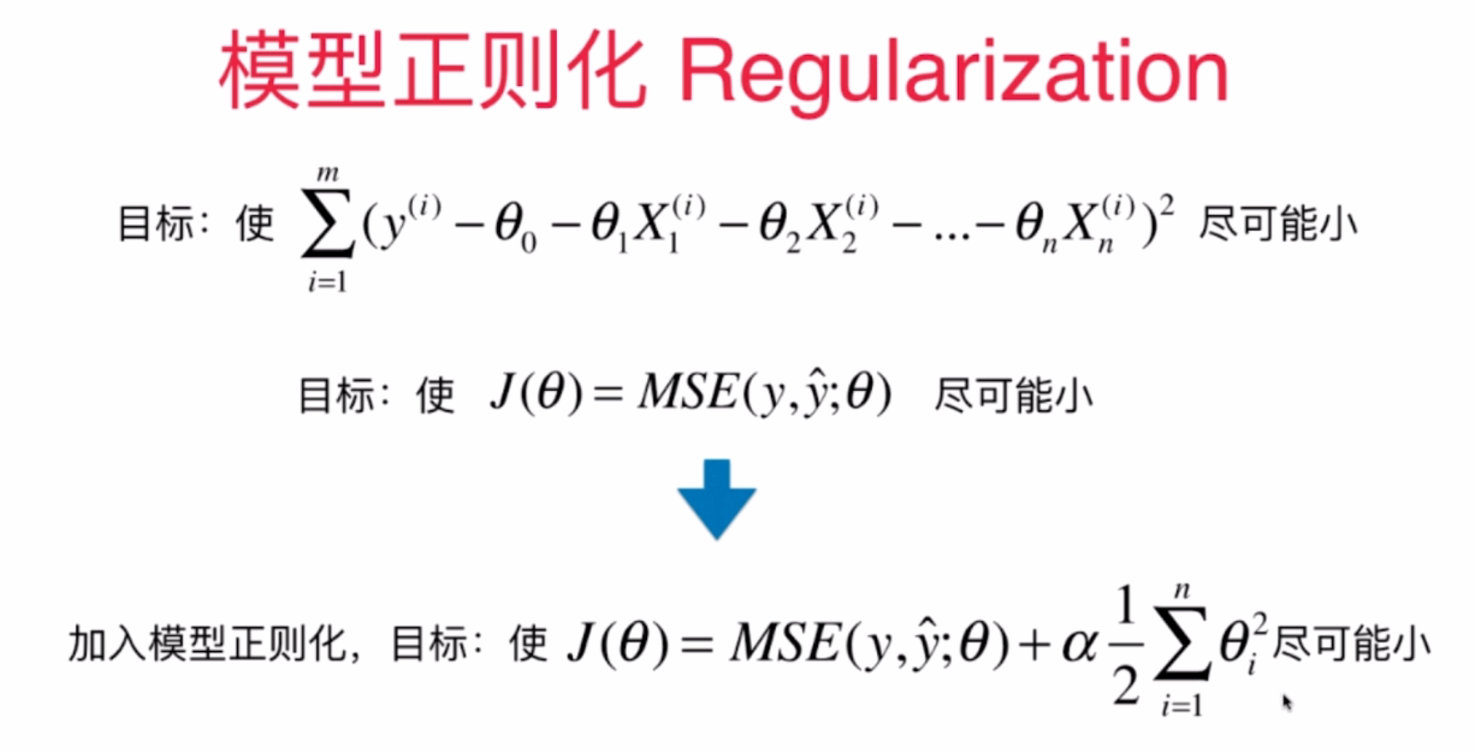 模型正则化 Regularization
目标：使 $\sum_{i=1}^{m}(y^{(i)}-\theta_0-\theta_1X_1^{(i)}-\theta_2X_2^{(i)}-...-\theta_nX_n^{(i)})^2$ 尽可能小
目标：使 $J(\theta)=MSE(y,\hat{y};\theta)$ 尽可能小
加入模型正则化，目标：使 $J(\theta)=MSE(y,\hat{y};\theta)+\alpha\frac{1}{2}\sum_{i=1}^{n}\theta_i^2$ 尽可能小